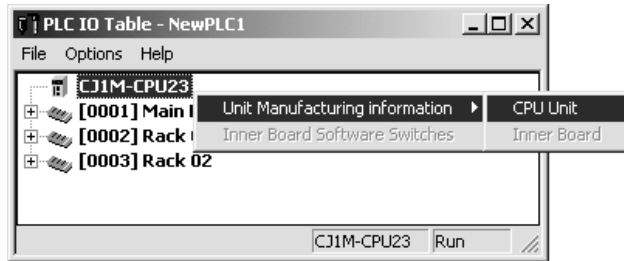 PLC IO Table - NewPLC1
File Options Help
CJ1M-CPU23
[0001] Main
Unit Manufacturing information
CPU Unit
[0002] Rack
Inner Board Software Switches
Inner Board
[0003] Rack 02
CJ1M-CPU23 Run